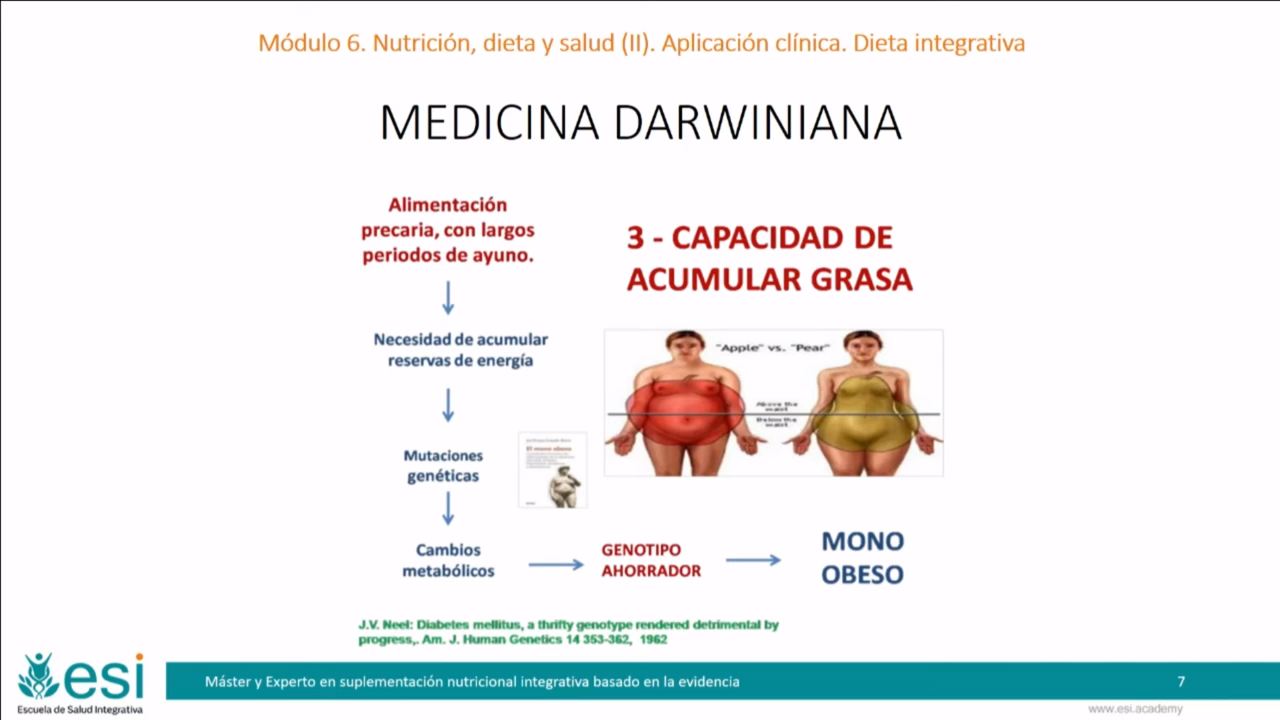 Módulo 6. Nutrición, dieta y salud (II). Aplicación clínica. Dieta integrativa
MEDICINA DARWINIANA
Alimentación
precaria, con largos
periodos de ayuno.
Necesidad de acumular
reservas de energía
Mutaciones
genéticas
Cambios
metabólicos
GENOTIPO
AHORRADOR
MONO
OBESO
3 - CAPACIDAD DE
ACUMULAR GRASA
"Apple" vs. "Pear"
Above the
waist
Below the
waist
El mono obeso
J.V. Neel: Diabetes mellitus, a thrifty genotype rendered detrimental by
progress,. Am. J. Human Genetics 14 353-362, 1962
esi
Escuela de Salud Integrativa
Máster y Experto en suplementación nutricional integrativa basado en la evidencia
7
www.esi.academy